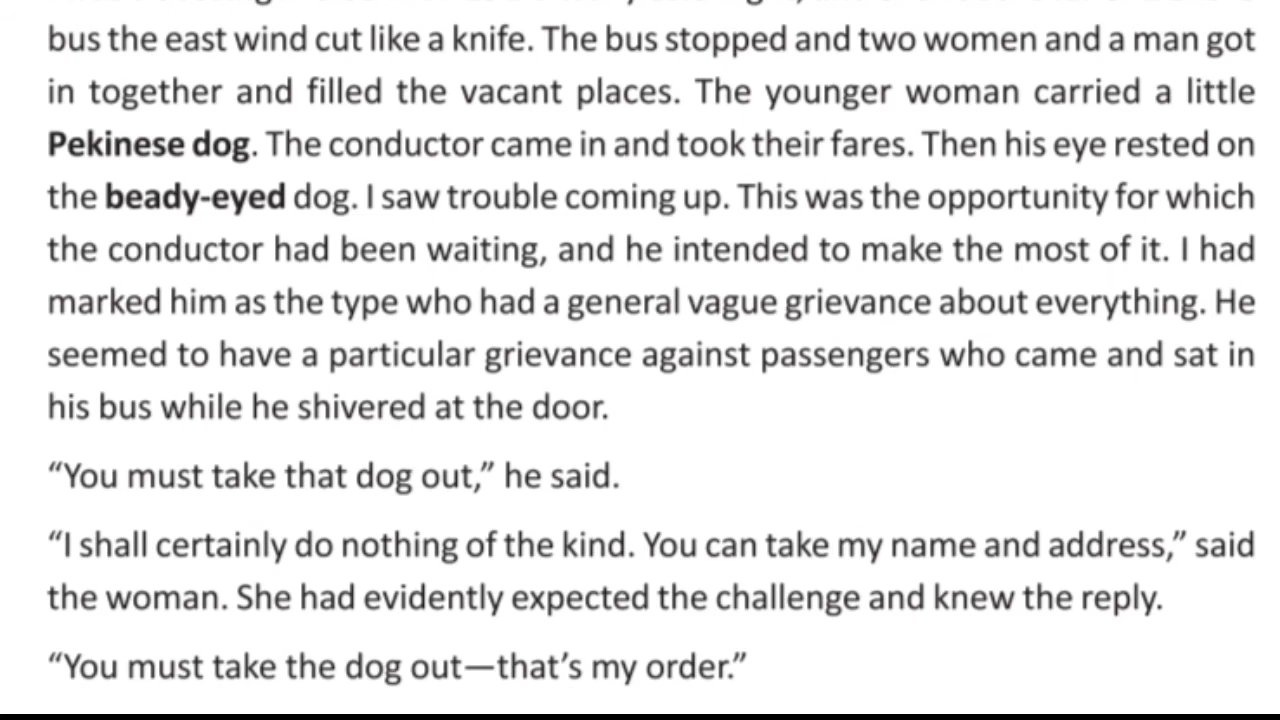 bus the east wind cut like a knife. The bus stopped and two women and a man got
in together and filled the vacant places. The younger woman carried a little
Pekinese dog. The conductor came in and took their fares. Then his eye rested on
the beady-eyed dog. I saw trouble coming up. This was the opportunity for which
the conductor had been waiting, and he intended to make the most of it. I had
marked him as the type who had a general vague grievance about everything. He
seemed to have a particular grievance against passengers who came and sat in
his bus while he shivered at the door.
“You must take that dog out,” he said.
“I shall certainly do nothing of the kind. You can take my name and address,” said
the woman. She had evidently expected the challenge and knew the reply.
“You must take the dog out—that’s my order.”